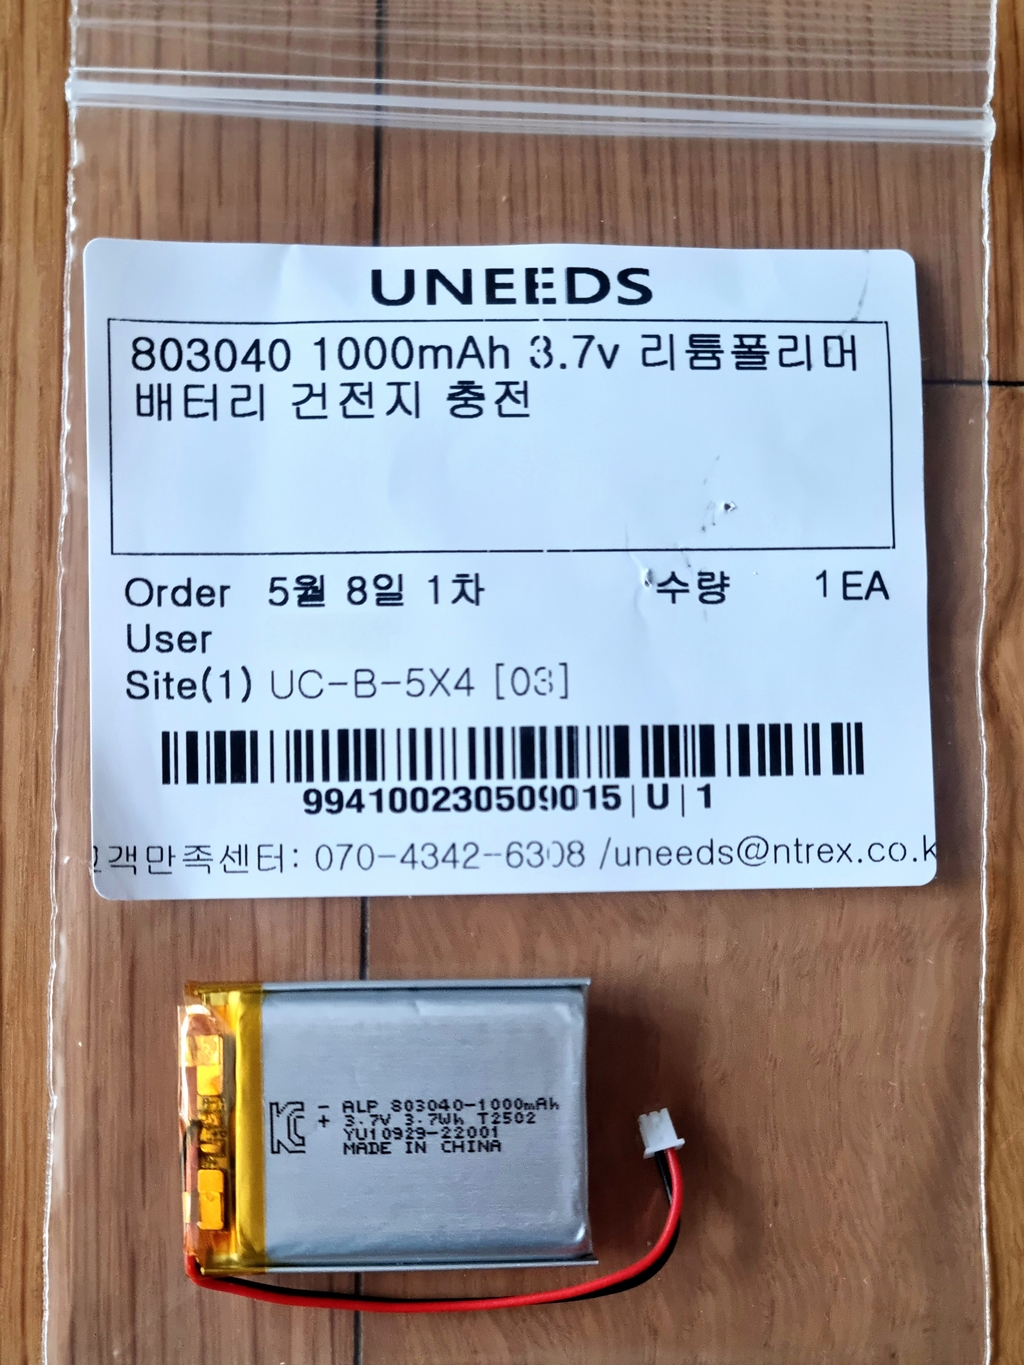 UNEEDS
803040 1000mAh 3.7v 리튬폴리머
배터리 건전지 충전
Order 5월 8일 1차 수량 1 EA
User
Site(1) UC-B-5X4 [03]
994100230509015|U|1
고객만족센터: 070-4342-6308 /uneeds@ntrex.co.k
- ALP 803040-1000mAh
+ 3.7V 3.7Wh T2502
YU10929-22001
MADE IN CHINA